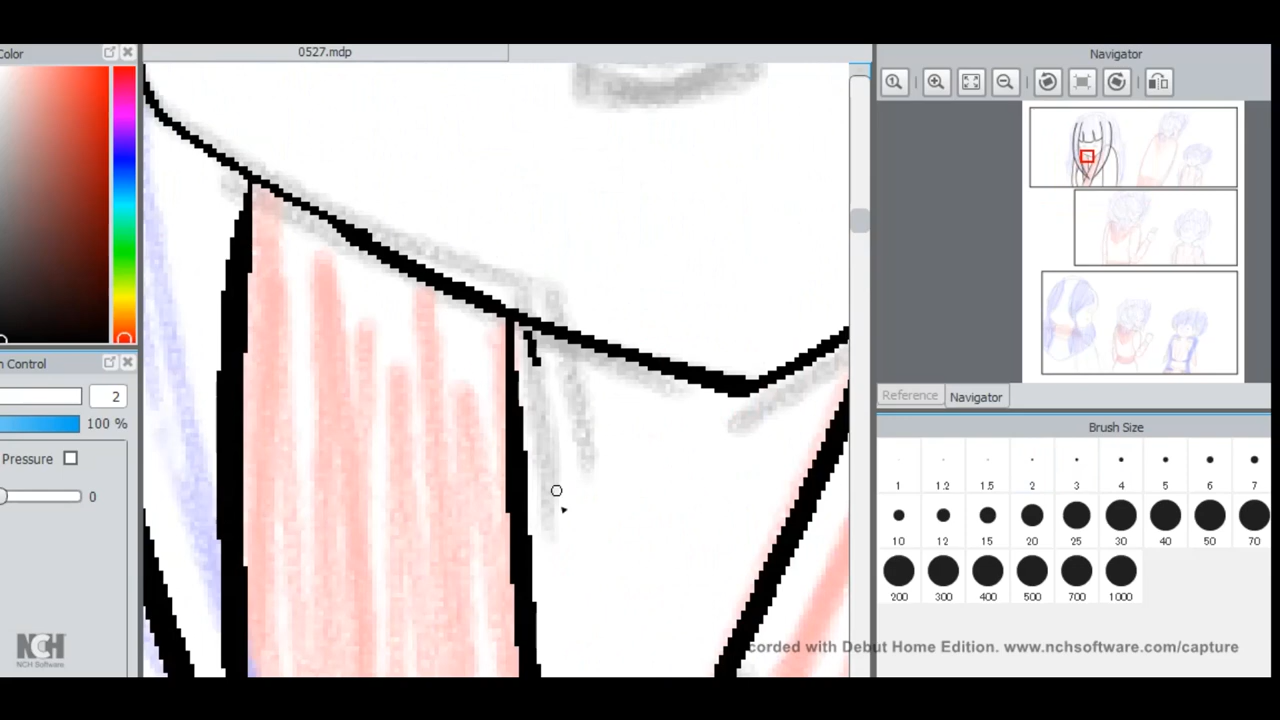 Color
0527.mdp
Navigator
Control
2
100 %
Pressure
0
Reference
Navigator
Brush Size
1 1.2 1.5 2 3 4 5 6 7
10 12 15 20 25 30 40 50 70
200 300 400 500 700 1000
NCH
NCH Software
with Debut Home Edition. www.nchsoftware.com/capture